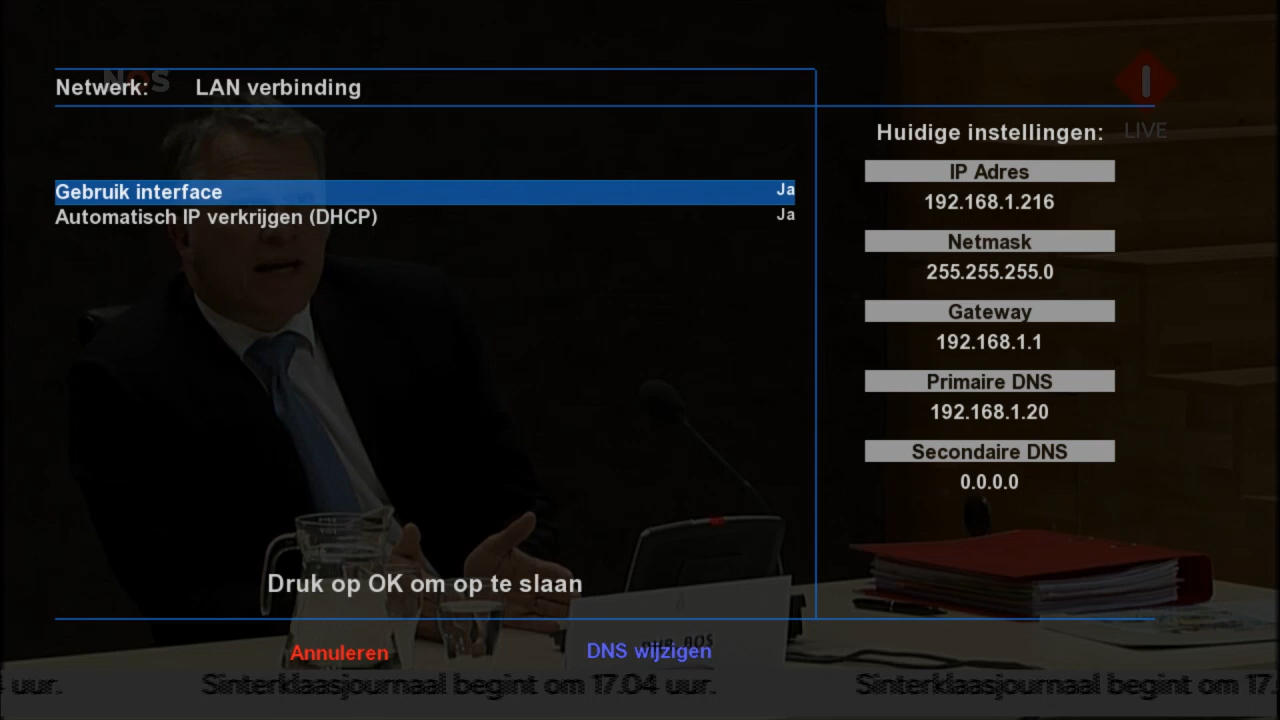 NOS
Netwerk: LAN verbinding
LIVE
Huidige instellingen:
Gebruik interface Ja
Automatisch IP verkrijgen (DHCP) Ja
IP Adres
192.168.1.216
Netmask
255.255.255.0
Gateway
192.168.1.1
Primaire DNS
192.168.1.20
Secondaire DNS
0.0.0.0
Druk op OK om op te slaan
BOS
Annuleren DNS wijzigen
uur. Sinterklaasjournaal begint om 17.04 uur. Sinterklaasjournaal begint om 17.